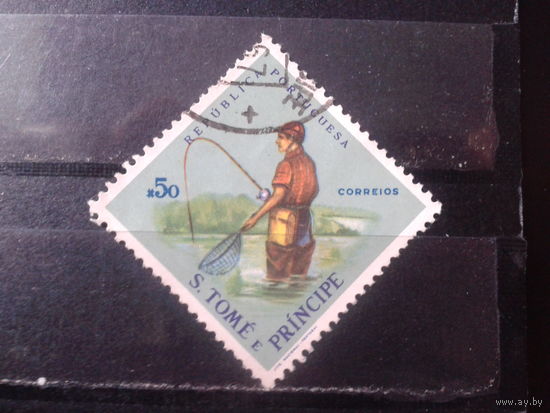 REPÚBLICA PORTUGUESA
$50
CORREIOS
S. TOMÉ E PRÍNCIPE
www.ay.by